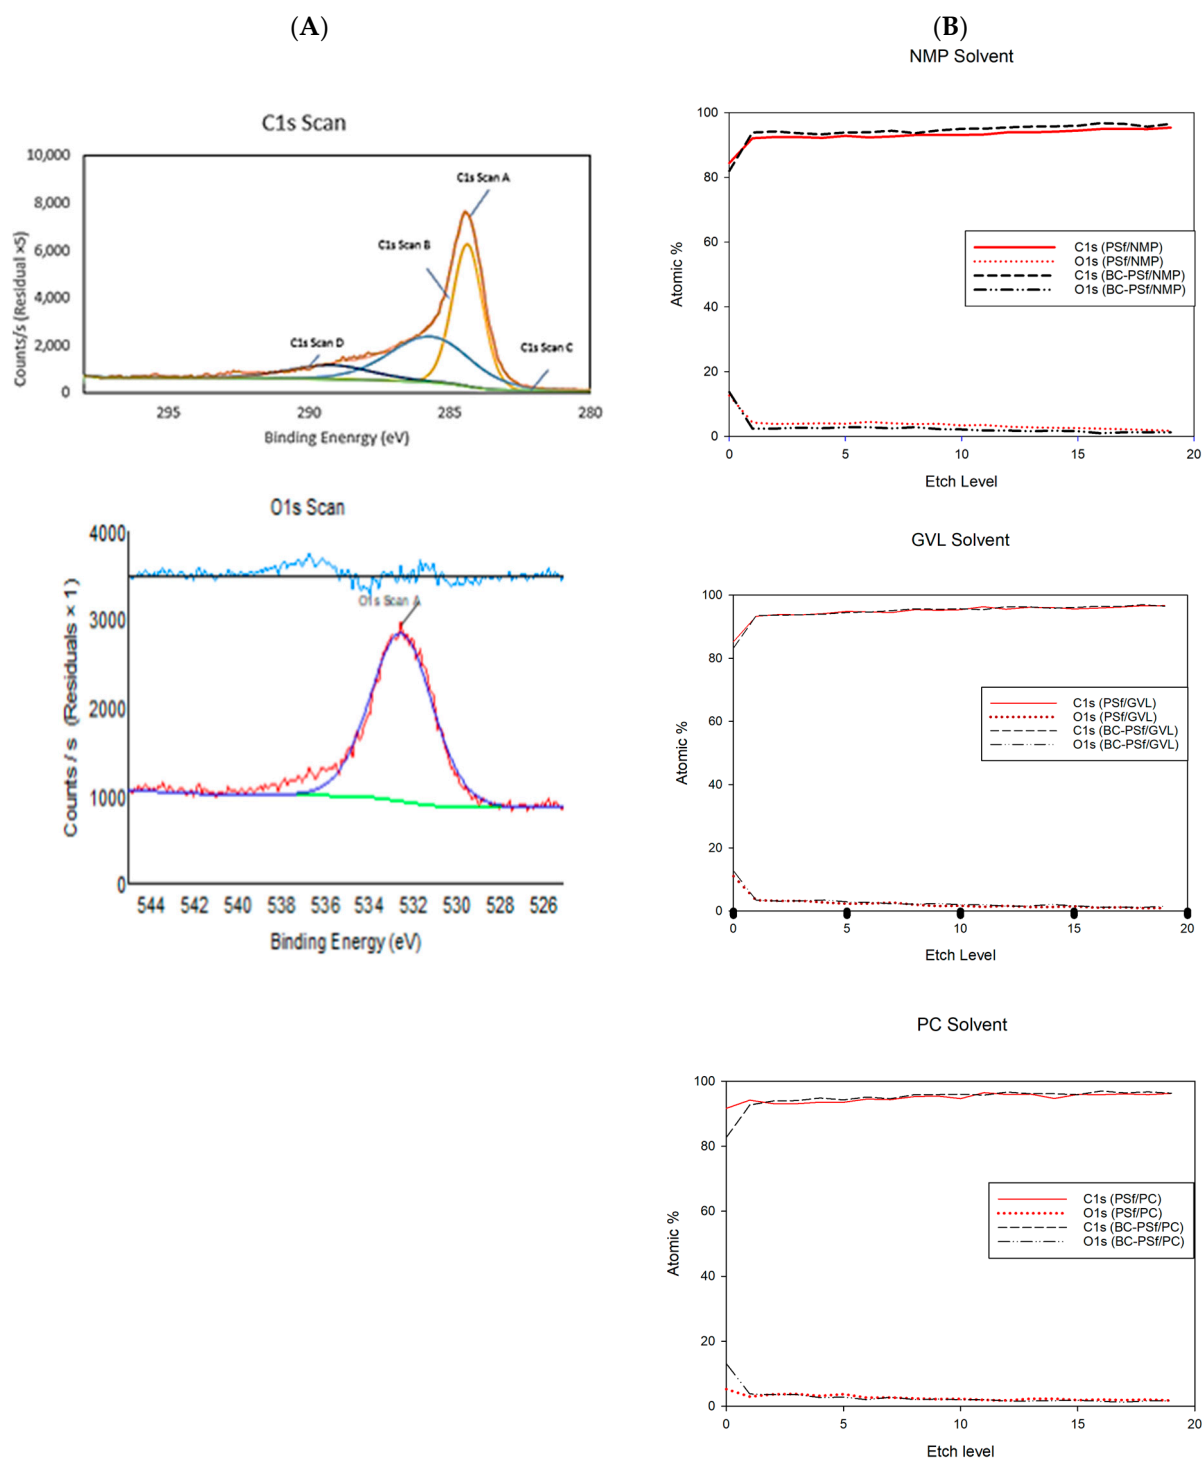 (A)
C1s Scan
Counts/s (Residual ×5)
10,000
8,000
6,000
4,000
2,000
0
C1s Scan A
C1s Scan B
C1s Scan D
C1s Scan C
295
290
285
280
Binding Enenrgy (eV)
O1s Scan
Counts / s (Residuals × 1)
4000
3000
2000
1000
0
O1s Scan A
544 542 540 538 536 534 532 530 528 526
Binding Energy (eV)
(B)
NMP Solvent
Atomic %
100
80
60
40
20
0
C1s (PSf/NMP)
O1s (PSf/NMP)
C1s (BC-PSf/NMP)
O1s (BC-PSf/NMP)
0 5 10 15 20
Etch Level
GVL Solvent
Atomic %
100
80
60
40
20
0
C1s (PSf/GVL)
O1s (PSf/GVL)
C1s (BC-PSf/GVL)
O1s (BC-PSf/GVL)
0 5 10 15 20
Etch Level
PC Solvent
Atomic %
100
80
60
40
20
0
C1s (PSf/PC)
O1s (PSf/PC)
C1s (BC-PSf/PC)
O1s (BC-PSf/PC)
0 5 10 15 20
Etch level